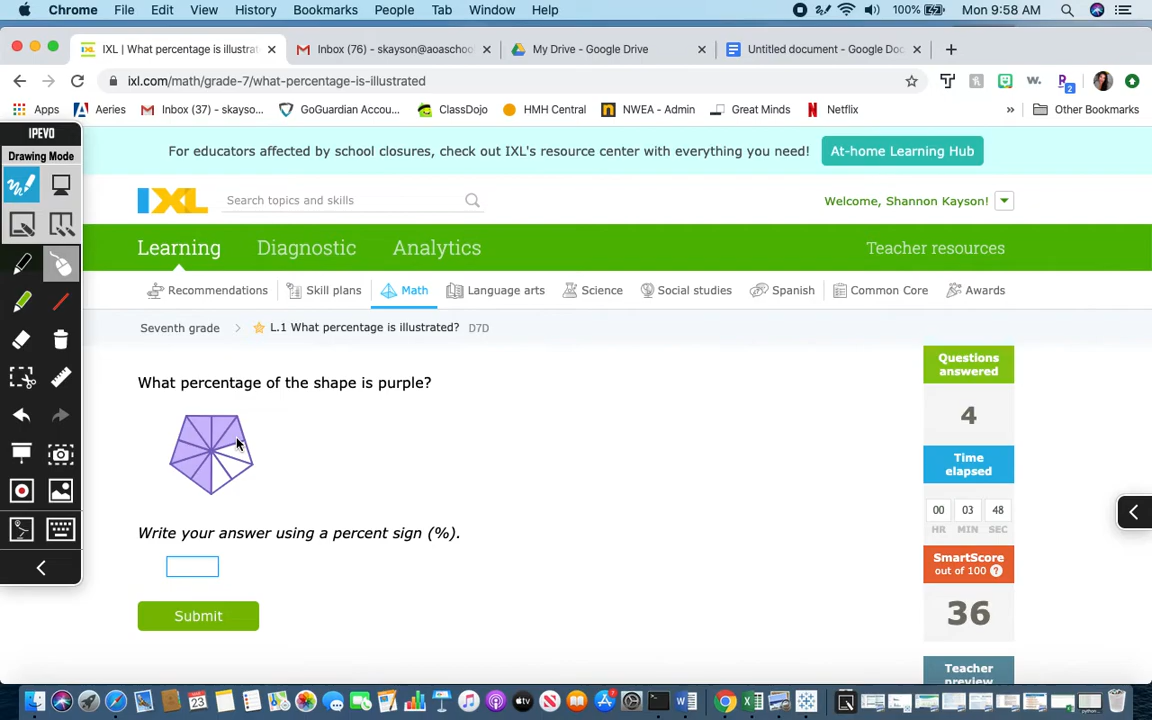 Chrome File Edit View History Bookmarks People Tab Window Help 100% Mon 9:58 AM
IXL | What percentage is illustrat Inbox (76) - skayson@aoaschoo My Drive - Google Drive Untitled document - Google Doc
ixl.com/math/grade-7/what-percentage-is-illustrated
Apps Aeries Inbox (37) - skayso... GoGuardian Accou... ClassDojo HMH Central NWEA - Admin Great Minds Netflix » Other Bookmarks
IPEVO
Drawing Mode
For educators affected by school closures, check out IXL's resource center with everything you need! At-home Learning Hub
IXL Search topics and skills Welcome, Shannon Kayson!
Learning Diagnostic Analytics Teacher resources
Recommendations Skill plans Math Language arts Science Social studies Spanish Common Core Awards
Seventh grade > L.1 What percentage is illustrated? D7D
What percentage of the shape is purple?
Write your answer using a percent sign (%).
Submit
Questions
answered
4
Time
elapsed
00 03 48
HR MIN SEC
SmartScore
out of 100 ?
36
Teacher
preview